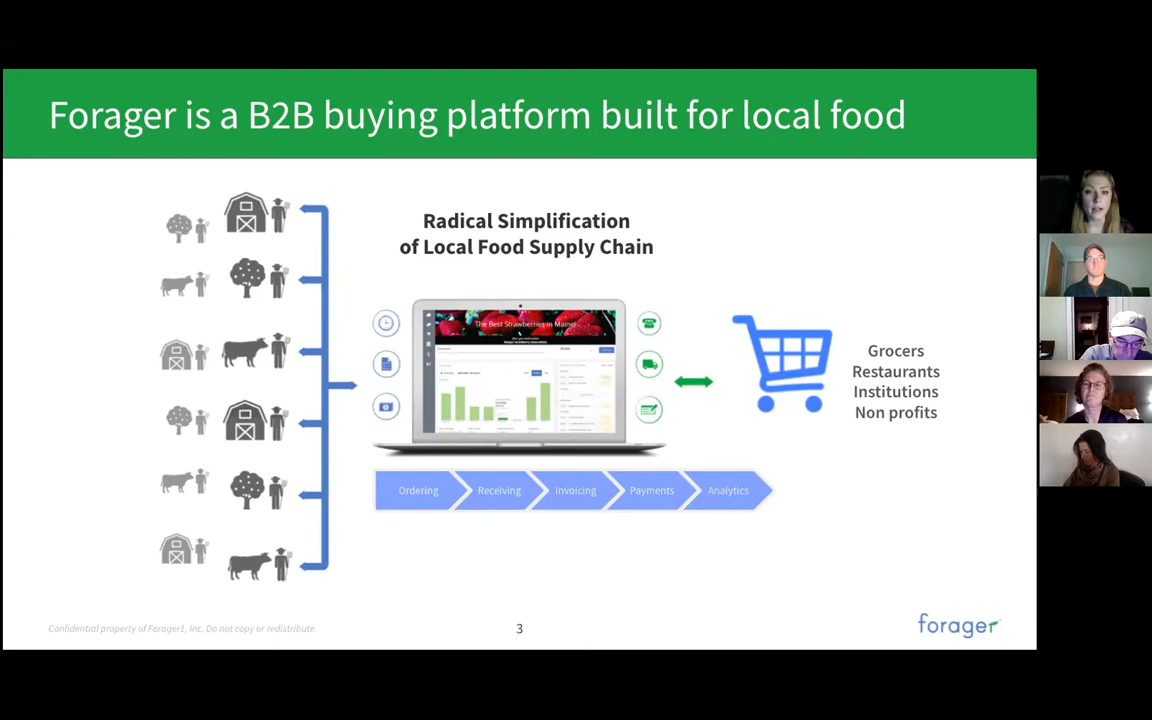 Forager is a B2B buying platform built for local food
Radical Simplification
of Local Food Supply Chain
The Best Strawberries in Maine!
Grocers
Restaurants
Institutions
Non profits
Ordering
Receiving
Invoicing
Payments
Analytics
Confidential property of Forager1, Inc. Do not copy or redistribute.
3
forager